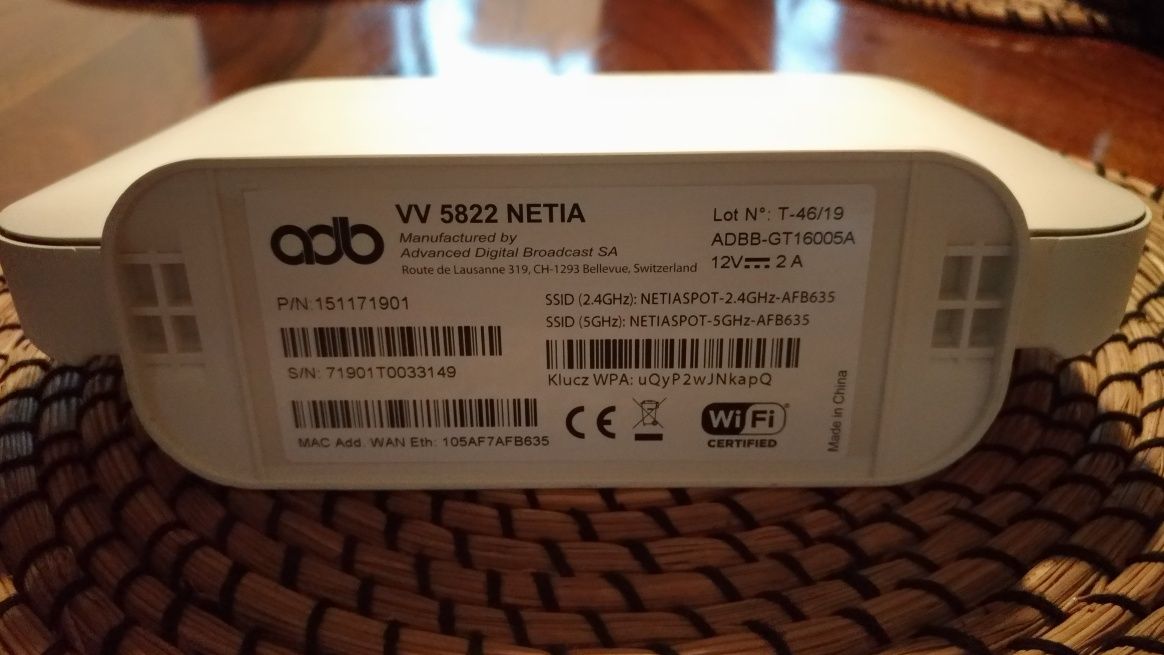 adb
VV 5822 NETIA
Manufactured by
Advanced Digital Broadcast SA
Route de Lausanne 319, CH-1293 Bellevue, Switzerland
Lot N°: T-46/19
ADBB-GT16005A
12V⎓ 2 A
P/N:151171901
SSID (2.4GHz): NETIASPOT-2.4GHz-AFB635
SSID (5GHz): NETIASPOT-5GHz-AFB635
S/N: 71901T0033149
Klucz WPA: uQyP2wJNkapQ
MAC Add. WAN Eth: 105AF7AFB635
CE
Wi Fi
CERTIFIED
Made in China